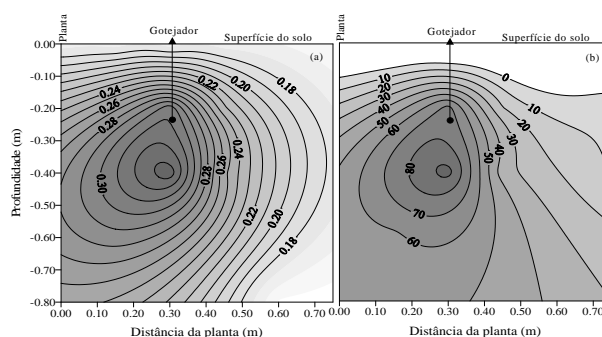 Planta
Gotejador
Superfície do solo
(a)
0.00
-0.10
-0.20
-0.30
-0.40
-0.50
-0.60
-0.70
-0.80
Profundidade (m)
0.24
0.26
0.28
0.30
0.22
0.20
0.18
0.28
0.26
0.24
0.22
0.20
0.18
0.00 0.10 0.20 0.30 0.40 0.50 0.60 0.70
Distância da planta (m)
Planta
Gotejador
Superfície do solo
(b)
10
20
30
40
50
60
0
10
20
30
40
50
80
70
60
0.00 0.10 0.20 0.30 0.40 0.50 0.60 0.70
Distância da planta (m)